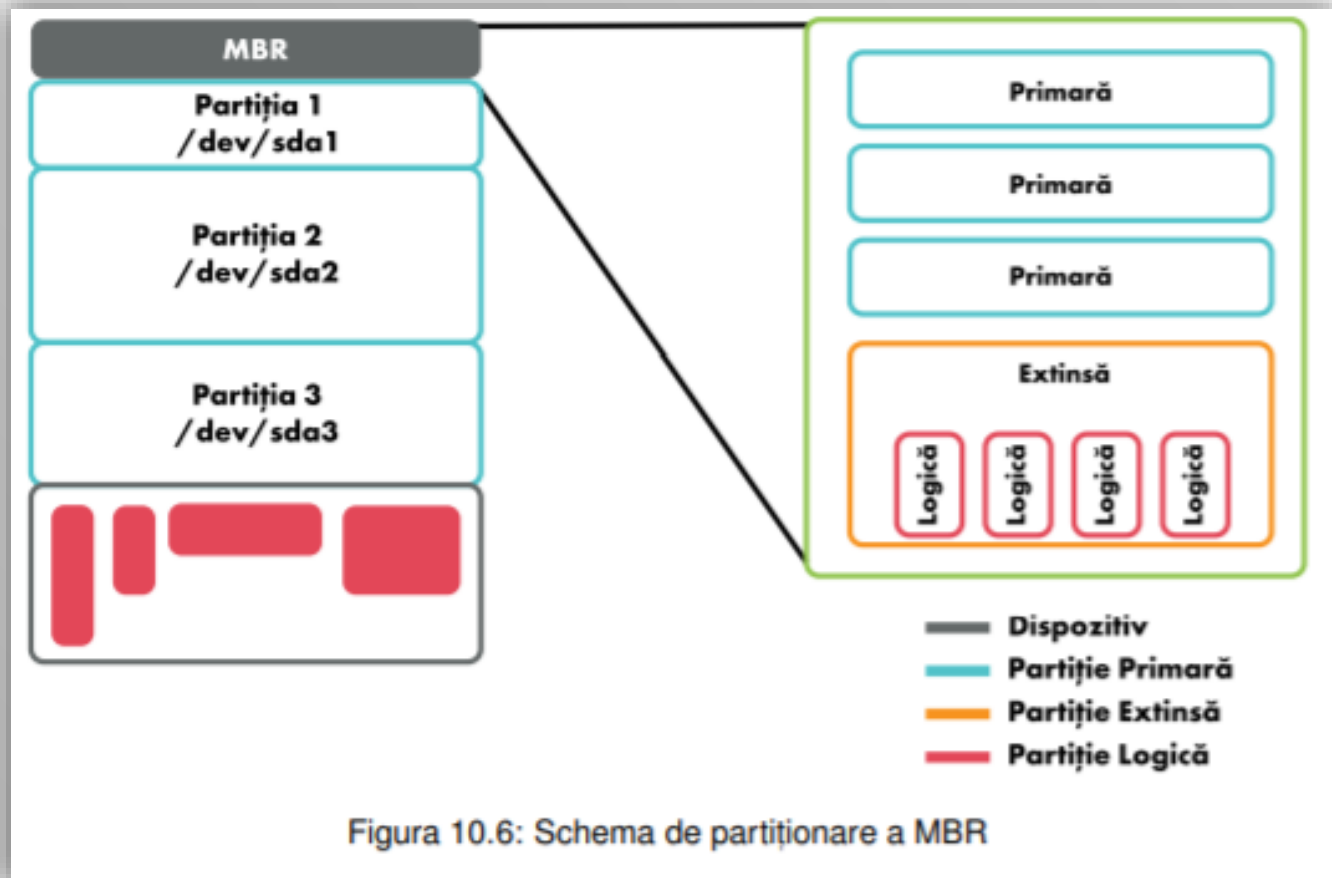 MBR
Partiția 1
/dev/sda1
Partiția 2
/dev/sda2
Partiția 3
/dev/sda3
Primară
Primară
Primară
Extinsă
Logică
Logică
Logică
Logică
Dispozitiv
Partiție Primară
Partiție Extinsă
Partiție Logică
Figura 10.6: Schema de partiționare a MBR